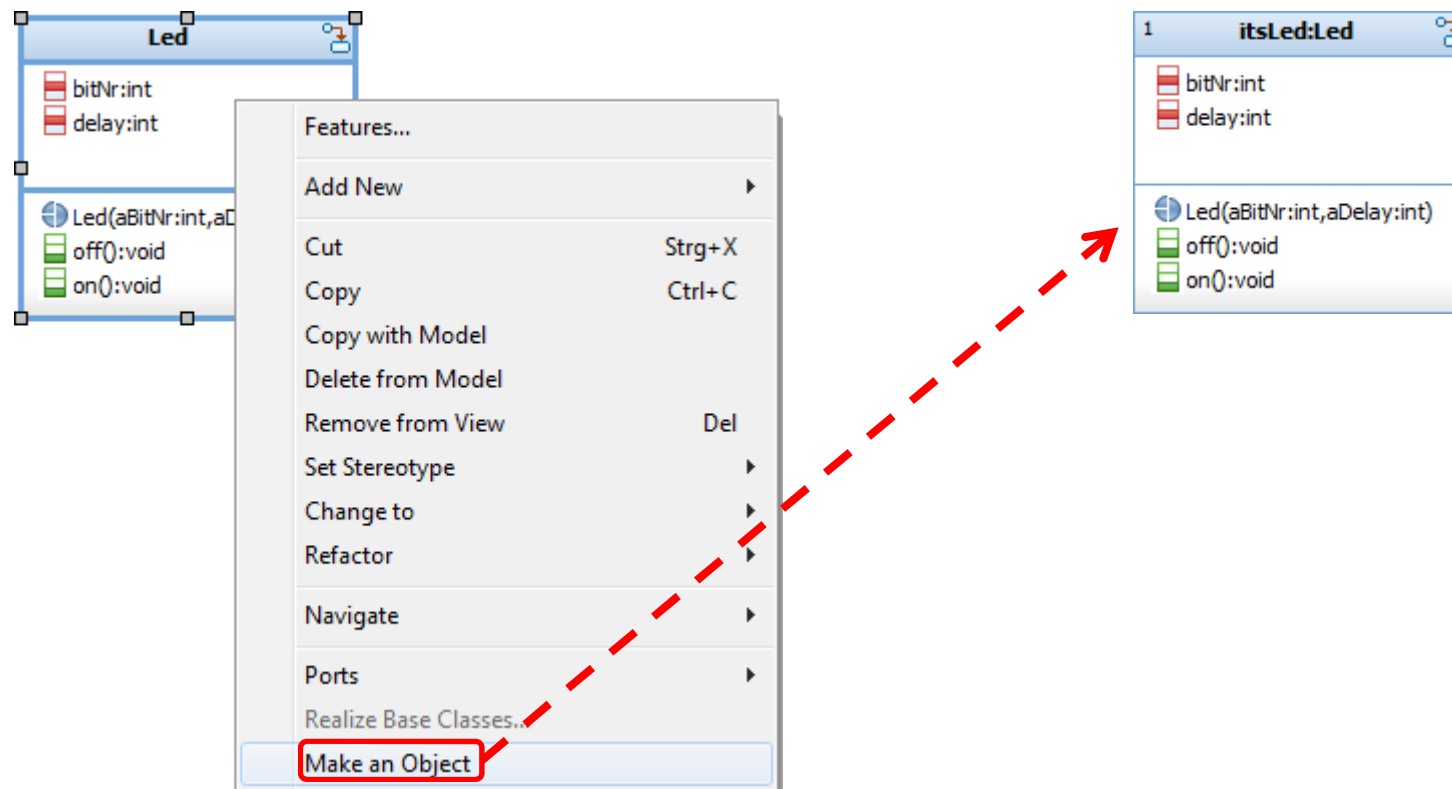 Led
bitNr:int
delay:int
Led(aBitNr:int,aD
off():void
on():void
Features...
Add New
Cut Strg+X
Copy Ctrl+C
Copy with Model
Delete from Model
Remove from View Del
Set Stereotype
Change to
Refactor
Navigate
Ports
Realize Base Classes...
Make an Object
1 itsLed:Led
bitNr:int
delay:int
Led(aBitNr:int,aDelay:int)
off():void
on():void